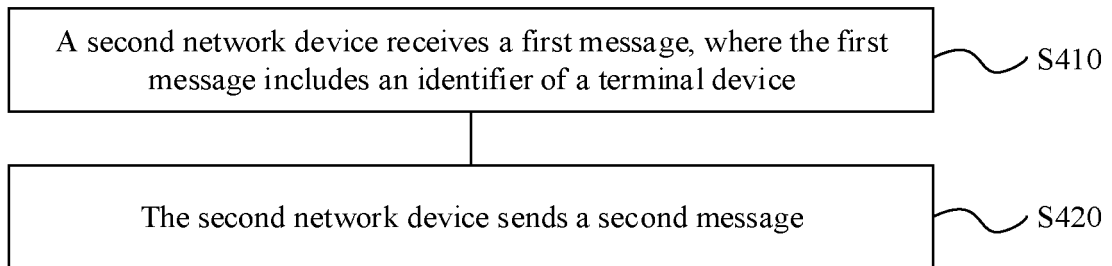 A second network device receives a first message, where the first
message includes an identifier of a terminal device
S410
The second network device sends a second message
S420